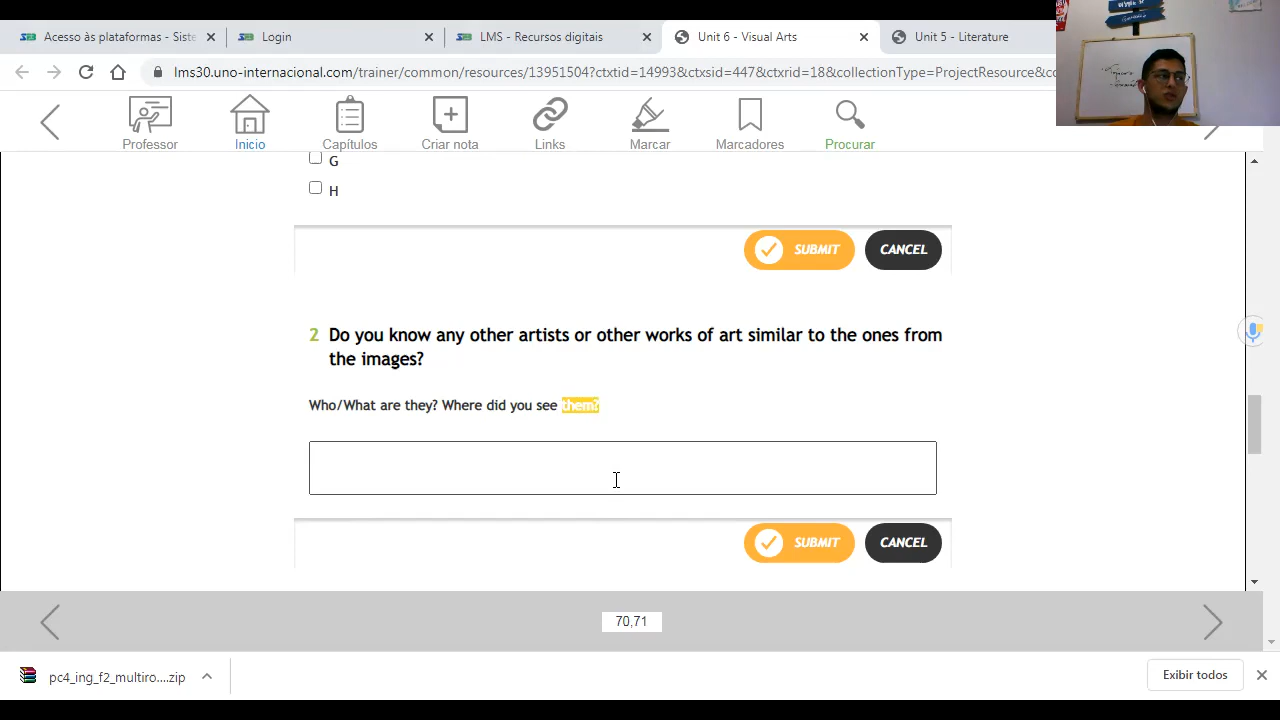 Acesso às plataformas - Siste
Login
LMS - Recursos digitais
Unit 6 - Visual Arts
Unit 5 - Literature
lms30.uno-internacional.com/trainer/commonresources/13951504?ctxtid=14993&ctxsid=447&ctxrid=18&collectionType=ProjectResource&co
Professor
Inicio
Capítulos
Criar nota
Links
Marcar
Marcadores
Procurar
G
H
SUBMIT
CANCEL
2 Do you know any other artists or other works of art similar to the ones from
the images?
Who/What are they? Where did you see them?
SUBMIT
CANCEL
70,71
pc4_ing_f2_multiro....zip
Exibir todos